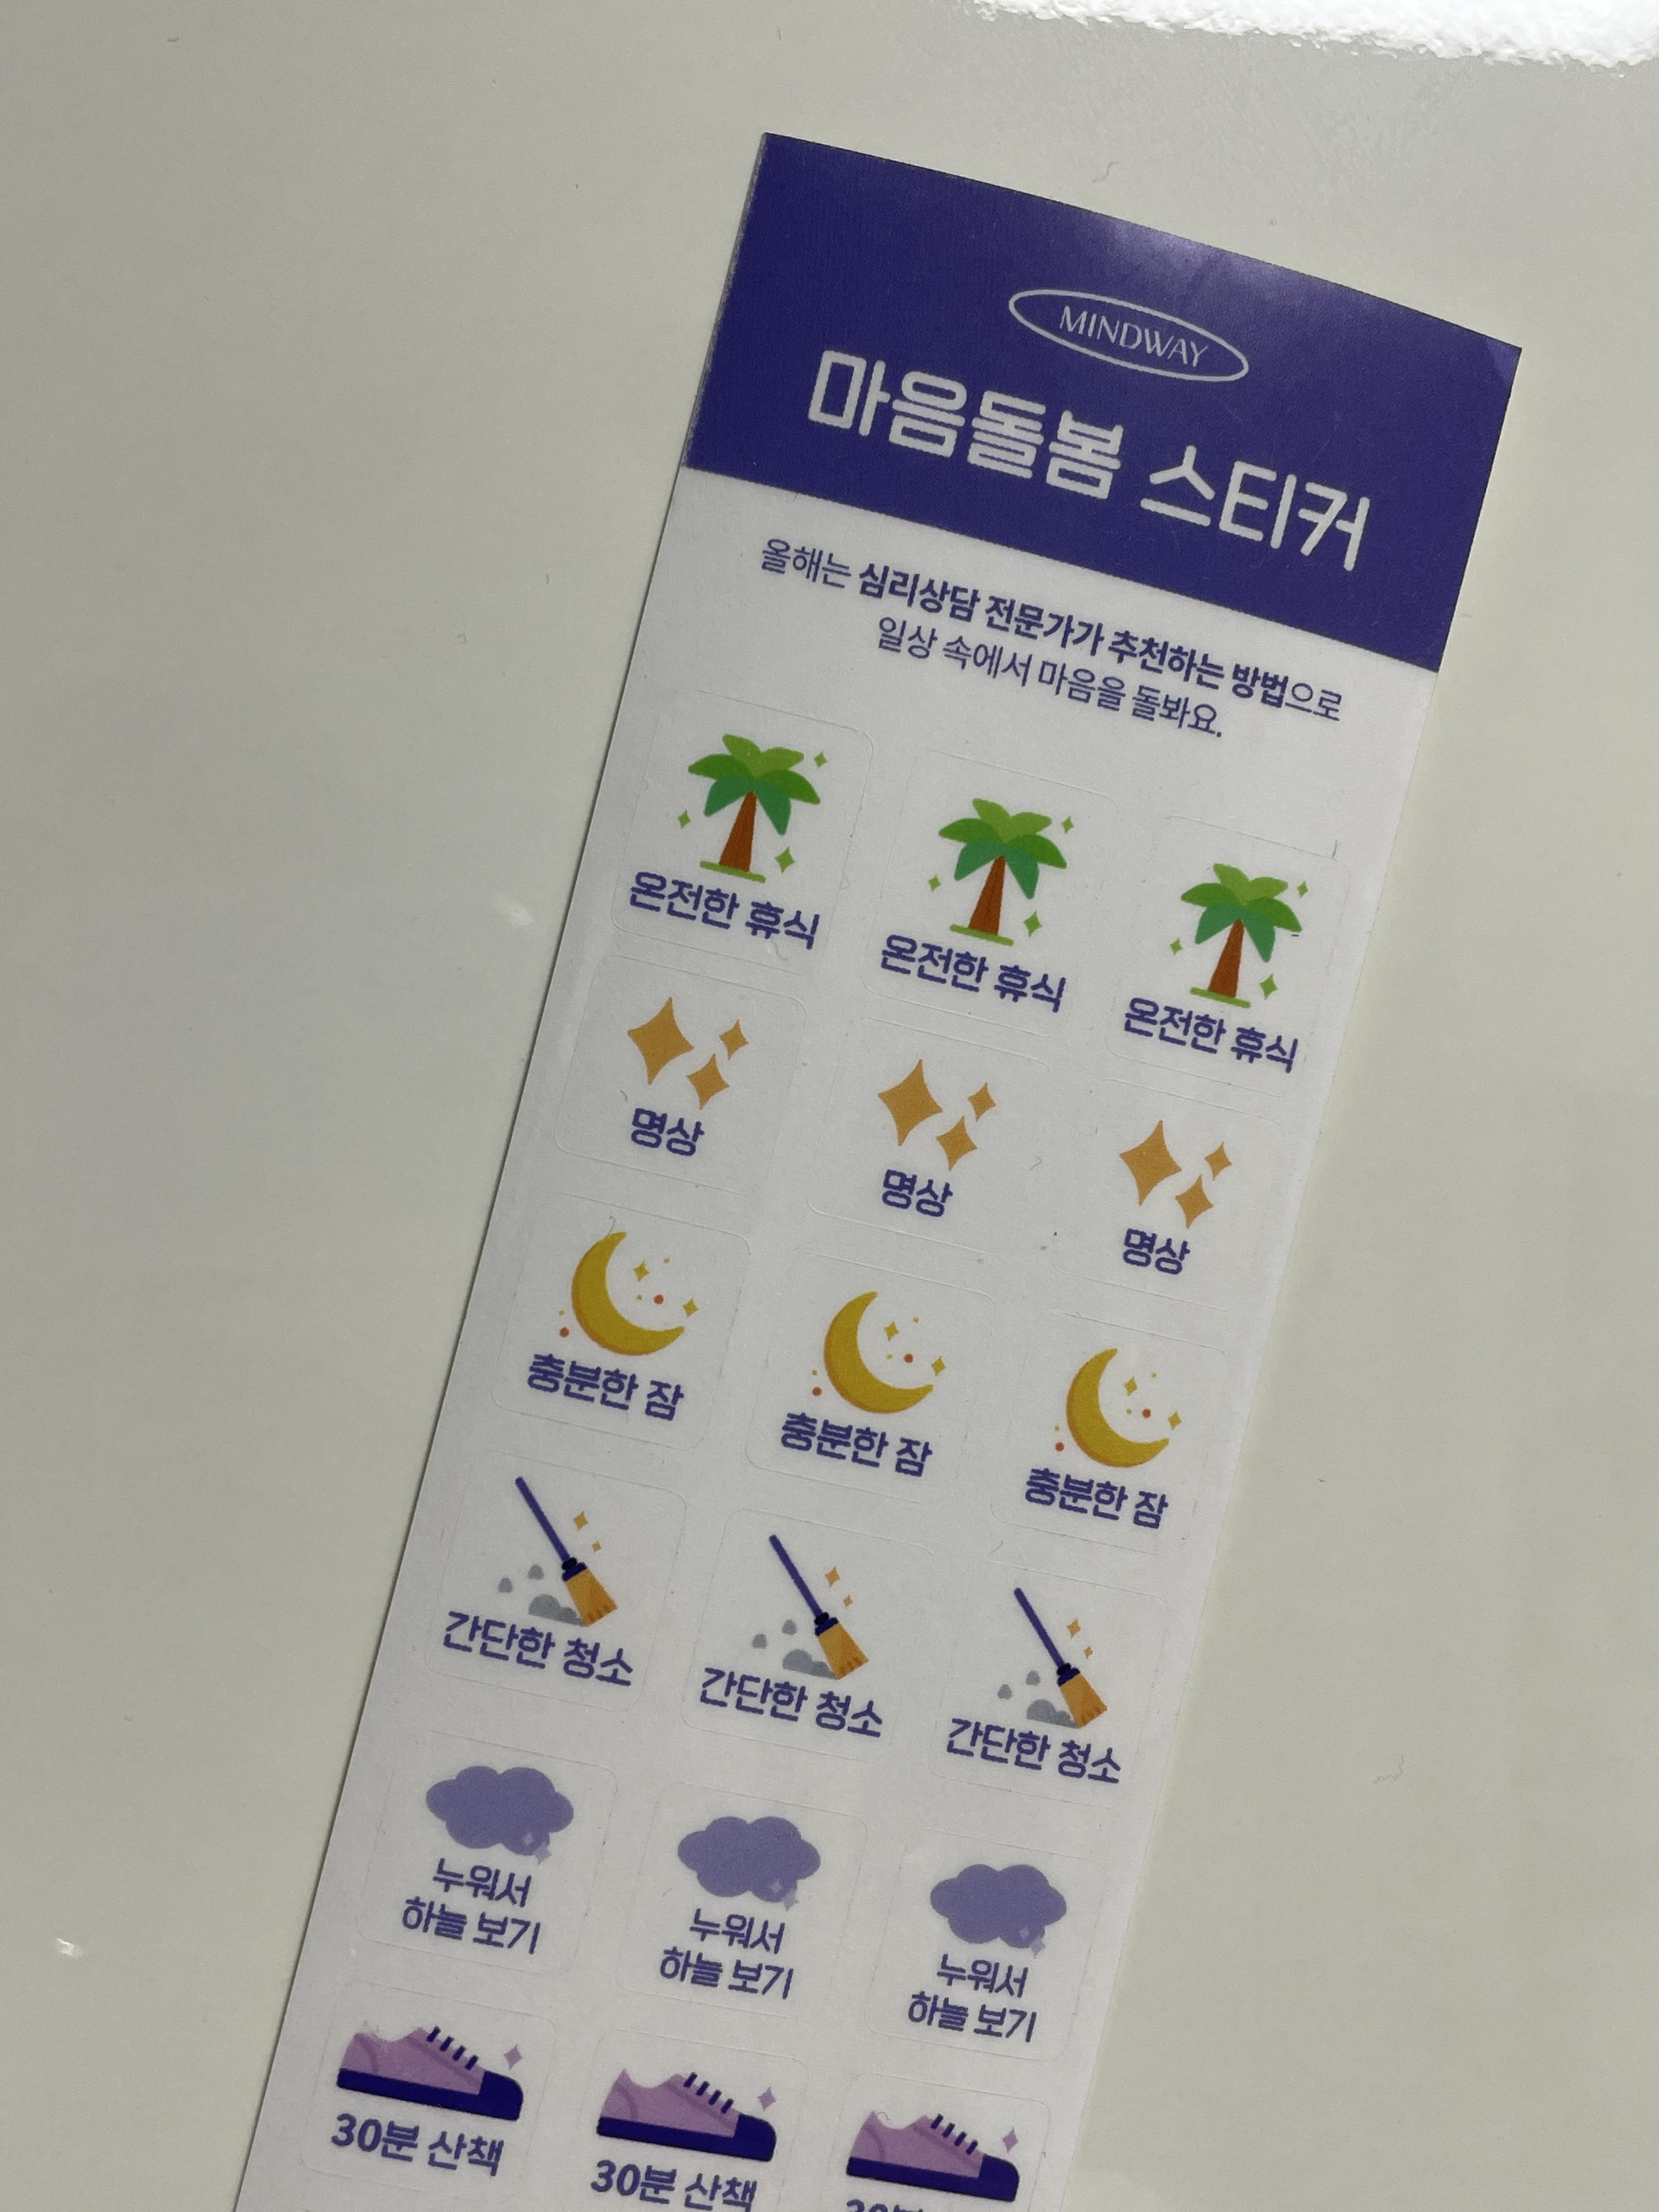 MINDWAY
마음돌봄 스티커
올해는 심리상담 전문가가 추천하는 방법으로
일상 속에서 마음을 돌봐요.
온전한 휴식
온전한 휴식
온전한 휴식
명상
명상
명상
충분한 잠
충분한 잠
충분한 잠
간단한 청소
간단한 청소
간단한 청소
누워서
하늘 보기
누워서
하늘 보기
누워서
하늘 보기
30분 산책
30분 산책